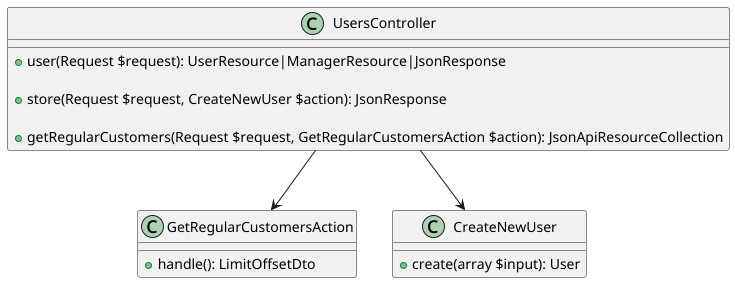 C UsersController
user(Request $request): UserResource|ManagerResource|JsonResponse
store(Request $request, CreateNewUser $action): JsonResponse
getRegularCustomers(Request $request, GetRegularCustomersAction $action): JsonApiResourceCollection
C GetRegularCustomersAction
handle(): LimitOffsetDto
C CreateNewUser
create(array $input): User